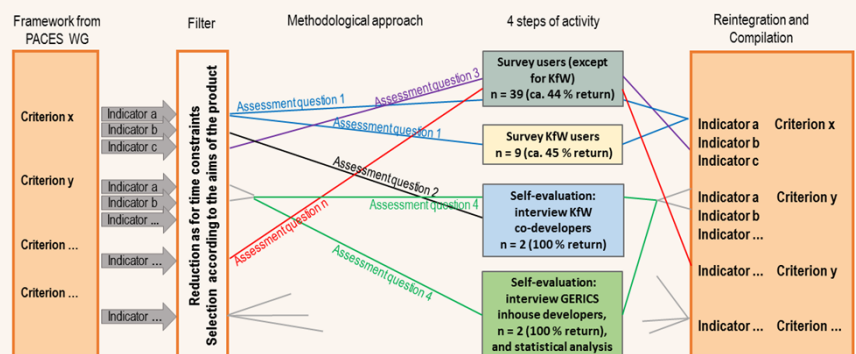 Framework from
PACES WG
Filter
Methodological approach
4 steps of activity
Reintegration and
Compilation
Criterion x
Indicator a
Indicator b
Indicator c
Criterion y
Indicator a
Indicator b
Indicator ...
Criterion ...
Indicator ...
Criterion ...
Indicator ...
Reduction as for time constraints
Selection according to the aims of the product
Assessment question 1
Assessment question 3
Assessment question 1
Assessment question 2
Assessment question 4
Assessment question n
Assessment question 4
Survey users (except
for KfW)
n = 39 (ca. 44 % return)
Survey KfW users
n = 9 (ca. 45 % return)
Self-evaluation:
interview KfW
co-developers
n = 2 (100 % return)
Self-evaluation:
interview GERICS
inhouse developers,
n = 2 (100 % return),
and statistical analysis
Indicator a Criterion x
Indicator b
Indicator c
Indicator a Criterion y
Indicator b
Indicator ...
Indicator ... Criterion y
Indicator ... Criterion ...